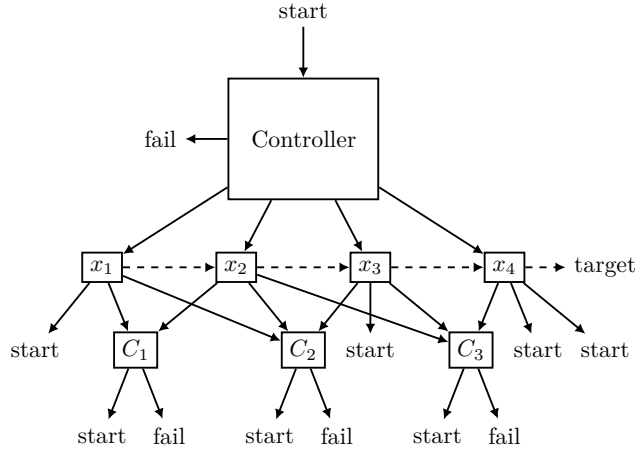 start
fail
Controller
x₁
x₂
x₃
x₄
target
start
C₁
C₂
start
C₃
start
start
start
fail
start
fail
start
fail